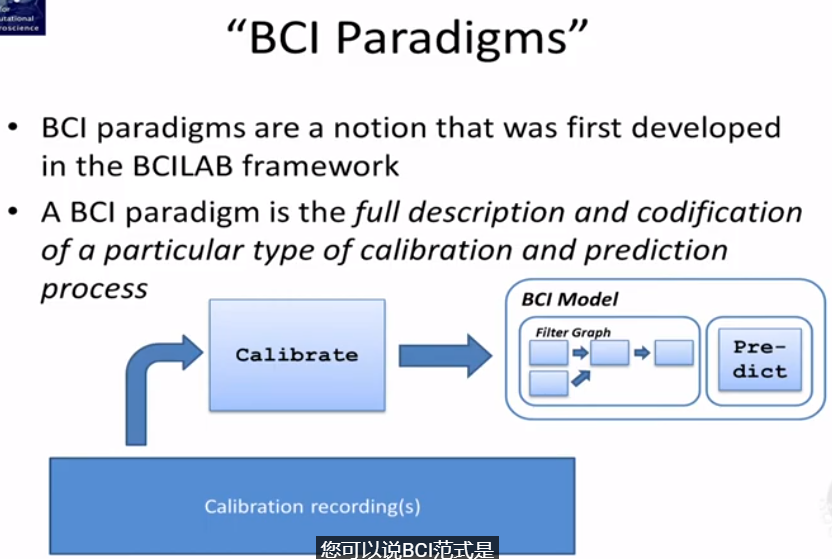 “BCI Paradigms”
• BCI paradigms are a notion that was first developed
in the BCILAB framework
• A BCI paradigm is the full description and codification
of a particular type of calibration and prediction
process
BCI Model
Filter Graph
Calibrate
Pre-
dict
Calibration recording(s)
您可以说BCI范式是